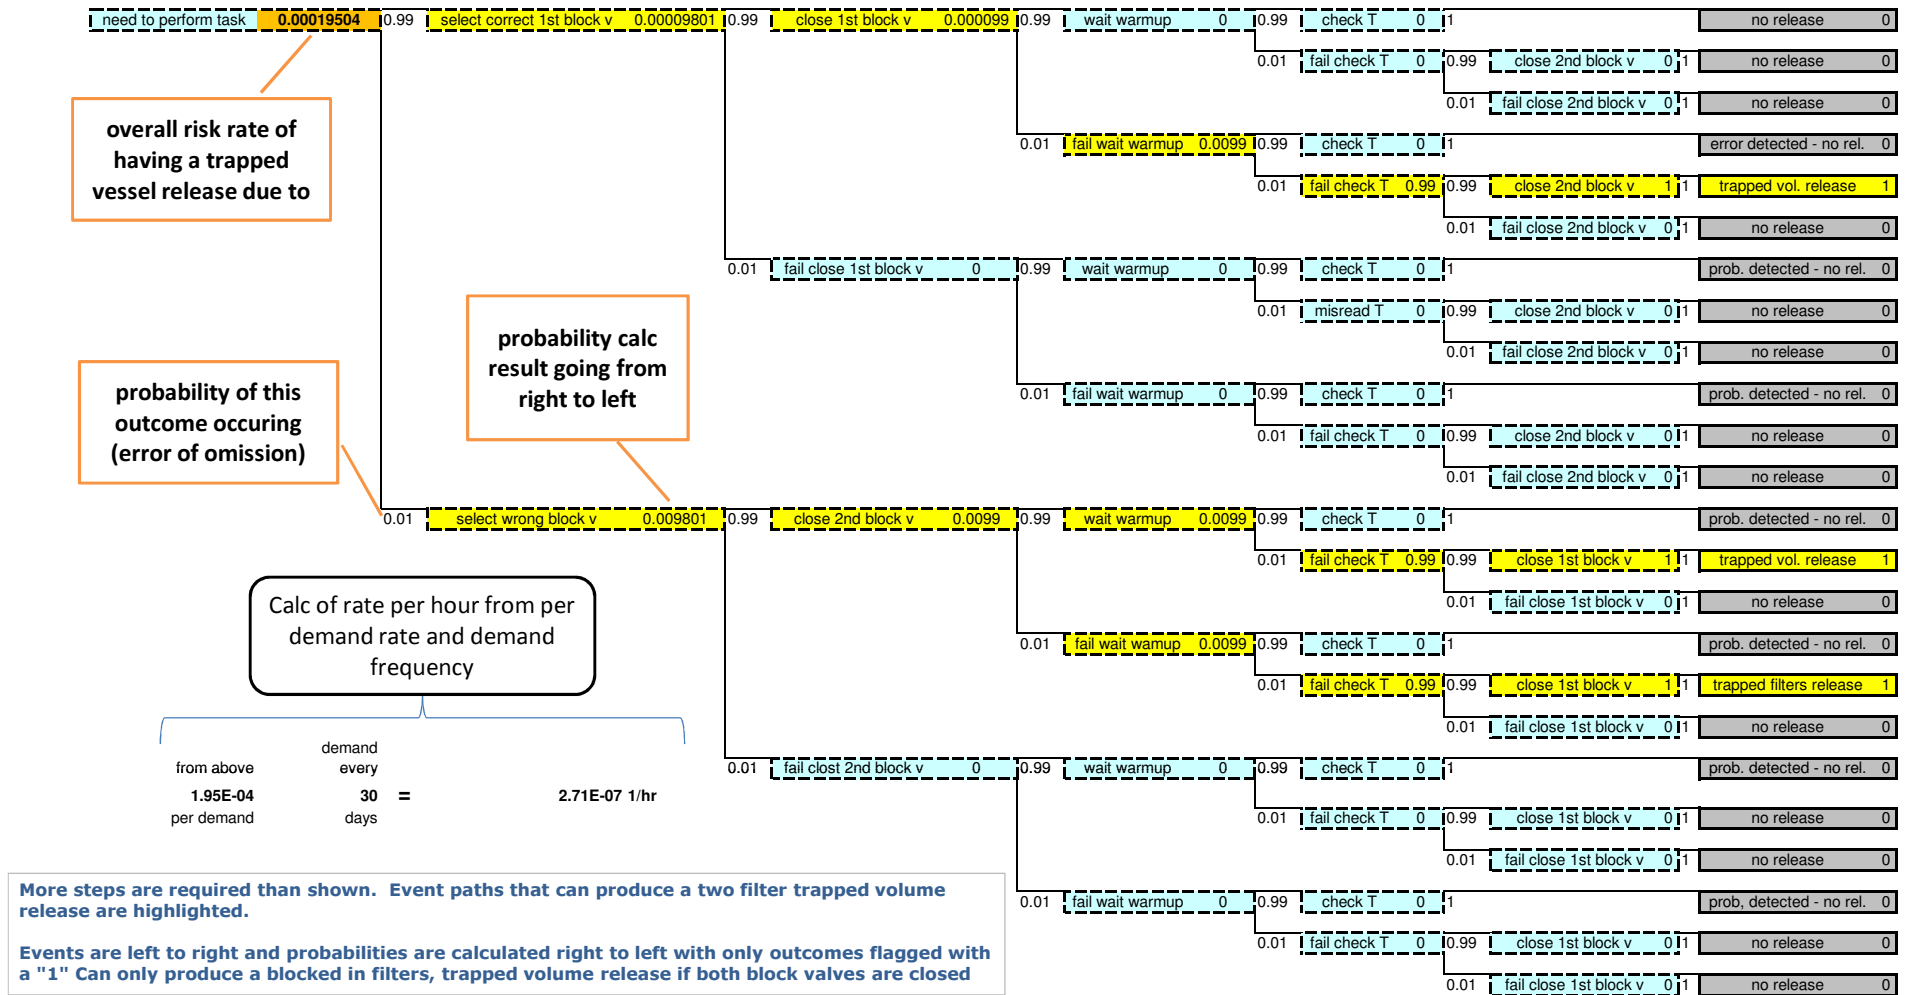 need to perform task 0.00019504 0.99 select correct 1st block v 0.00009801 0.99 close 1st block v 0.000099 0.99 wait warmup 0 0.99 check T 0 1 no release 0
0.01 fail check T 0 0.99 close 2nd block v 0 1 no release 0
0.01 fail close 2nd block v 0 1 no release 0
overall risk rate of
having a trapped
vessel release due to
0.01 fail wait warmup 0.0099 0.99 check T 0 1 error detected - no rel. 0
0.01 fail check T 0.99 0.99 close 2nd block v 1 1 trapped vol. release 1
0.01 fail close 2nd block v 0 1 no release 0
0.01 fail close 1st block v 0 0.99 wait warmup 0 0.99 check T 0 1 prob. detected - no rel. 0
0.01 misread T 0 0.99 close 2nd block v 0 1 no release 0
0.01 fail close 2nd block v 0 1 no release 0
probability calc
result going from
right to left
probability of this
outcome occuring
(error of omission)
0.01 fail wait warmup 0 0.99 check T 0 1 prob. detected - no rel. 0
0.01 fail check T 0 0.99 close 2nd block v 0 1 no release 0
0.01 fail close 2nd block v 0 1 no release 0
0.01 select wrong block v 0.009801 0.99 close 2nd block v 0.0099 0.99 wait warmup 0.0099 0.99 check T 0 1 prob. detected - no rel. 0
0.01 fail check T 0.99 0.99 close 1st block v 1 1 trapped vol. release 1
0.01 fail close 1st block v 0 1 no release 0
Calc of rate per hour from per
demand rate and demand
frequency
0.01 fail wait wamup 0.0099 0.99 check T 0 1 prob. detected - no rel. 0
0.01 fail check T 0.99 0.99 close 1st block v 1 1 trapped filters release 1
0.01 fail close 1st block v 0 1 no release 0
demand
from above every
1.95E-04 30 = 2.71E-07 1/hr
per demand days
0.01 fail clost 2nd block v 0 0.99 wait warmup 0 0.99 check T 0 1 prob. detected - no rel. 0
0.01 fail check T 0 0.99 close 1st block v 0 1 no release 0
0.01 fail close 1st block v 0 1 no release 0
0.01 fail wait warmup 0 0.99 check T 0 1 prob, detected - no rel. 0
0.01 fail check T 0 0.99 close 1st block v 0 1 no release 0
0.01 fail close 1st block v 0 1 no release 0
More steps are required than shown. Event paths that can produce a two filter trapped volume
release are highlighted.
Events are left to right and probabilities are calculated right to left with only outcomes flagged with
a "1" Can only produce a blocked in filters, trapped volume release if both block valves are closed